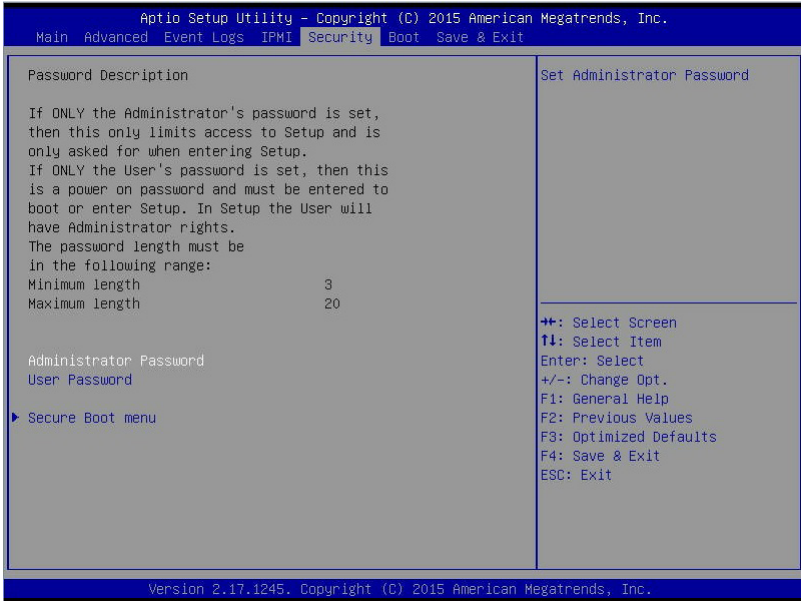 Aptio Setup Utility – Copyright (C) 2015 American Megatrends, Inc.
Main Advanced Event Logs IPMI Security Boot Save & Exit
Password Description
If ONLY the Administrator's password is set,
then this only limits access to Setup and is
only asked for when entering Setup.
If ONLY the User's password is set, then this
is a power on password and must be entered to
boot or enter Setup. In Setup the User will
have Administrator rights.
The password length must be
in the following range:
Minimum length 3
Maximum length 20
Administrator Password
User Password
Secure Boot menu
Set Administrator Password
→←: Select Screen
↑↓: Select Item
Enter: Select
+/-: Change Opt.
F1: General Help
F2: Previous Values
F3: Optimized Defaults
F4: Save & Exit
ESC: Exit
Version 2.17.1245. Copyright (C) 2015 American Megatrends, Inc.